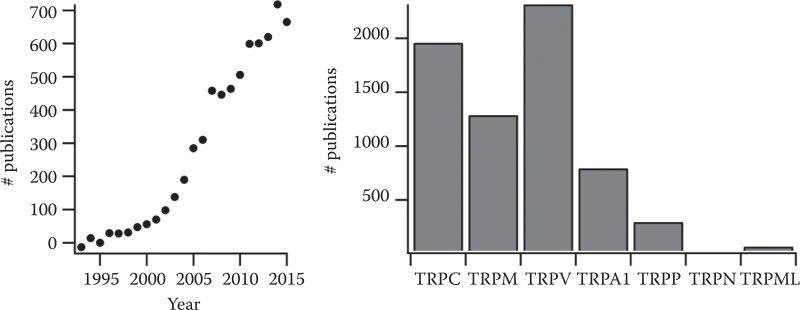 # publications
700
600
500
400
300
200
100
0
1995 2000 2005 2010 2015
Year
# publications
2000
1500
1000
500
TRPC TRPM TRPV TRPA1 TRPP TRPN TRPML